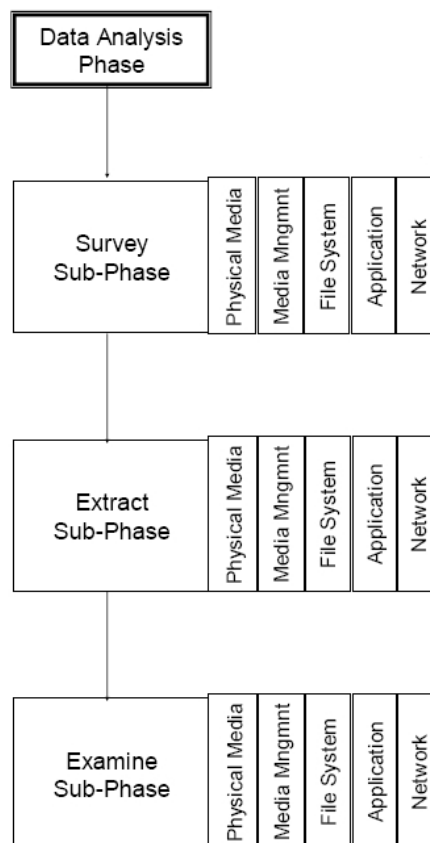 Data Analysis
Phase
Survey
Sub-Phase
Physical Media
Media Mngmnt
File System
Application
Network
Extract
Sub-Phase
Physical Media
Media Mngmnt
File System
Application
Network
Examine
Sub-Phase
Physical Media
Media Mngmnt
File System
Application
Network